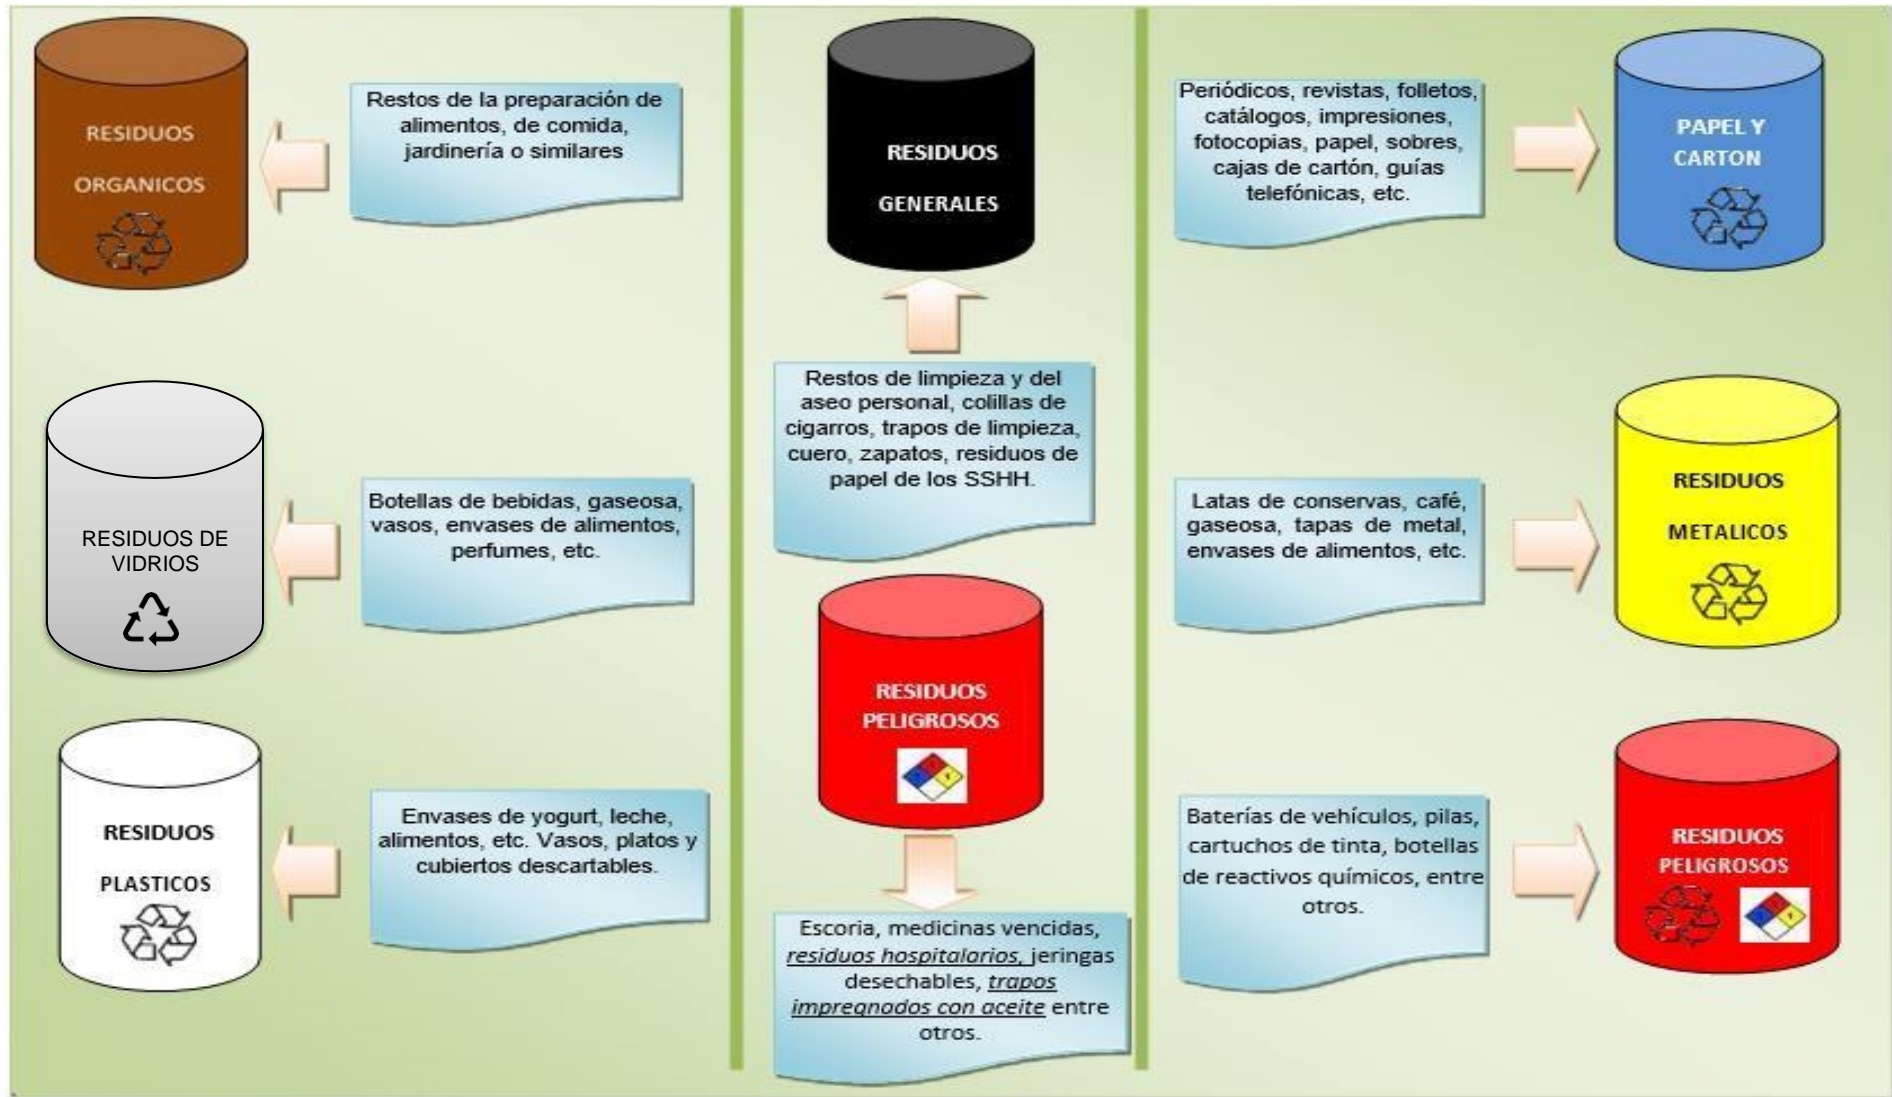 RESIDUOS
ORGANICOS
Restos de la preparación de
alimentos, de comida,
jardinería o similares
RESIDUOS DE
VIDRIOS
Botellas de bebidas, gaseosa,
vasos, envases de alimentos,
perfumes, etc.
RESIDUOS
PLASTICOS
Envases de yogurt, leche,
alimentos, etc. Vasos, platos y
cubiertos descartables.
RESIDUOS
GENERALES
Restos de limpieza y del
aseo personal, colillas de
cigarros, trapos de limpieza,
cuero, zapatos, residuos de
papel de los SSHH.
RESIDUOS
PELIGROSOS
Escoria, medicinas vencidas,
residuos hospitalarios, jeringas
desechables, trapos
impregnados con aceite entre
otros.
Periódicos, revistas, folletos,
catálogos, impresiones,
fotocopias, papel, sobres,
cajas de cartón, guías
telefónicas, etc.
PAPEL Y
CARTON
Latas de conservas, café,
gaseosa, tapas de metal,
envases de alimentos, etc.
RESIDUOS
METALICOS
Baterías de vehículos, pilas,
cartuchos de tinta, botellas
de reactivos químicos, entre
otros.
RESIDUOS
PELIGROSOS